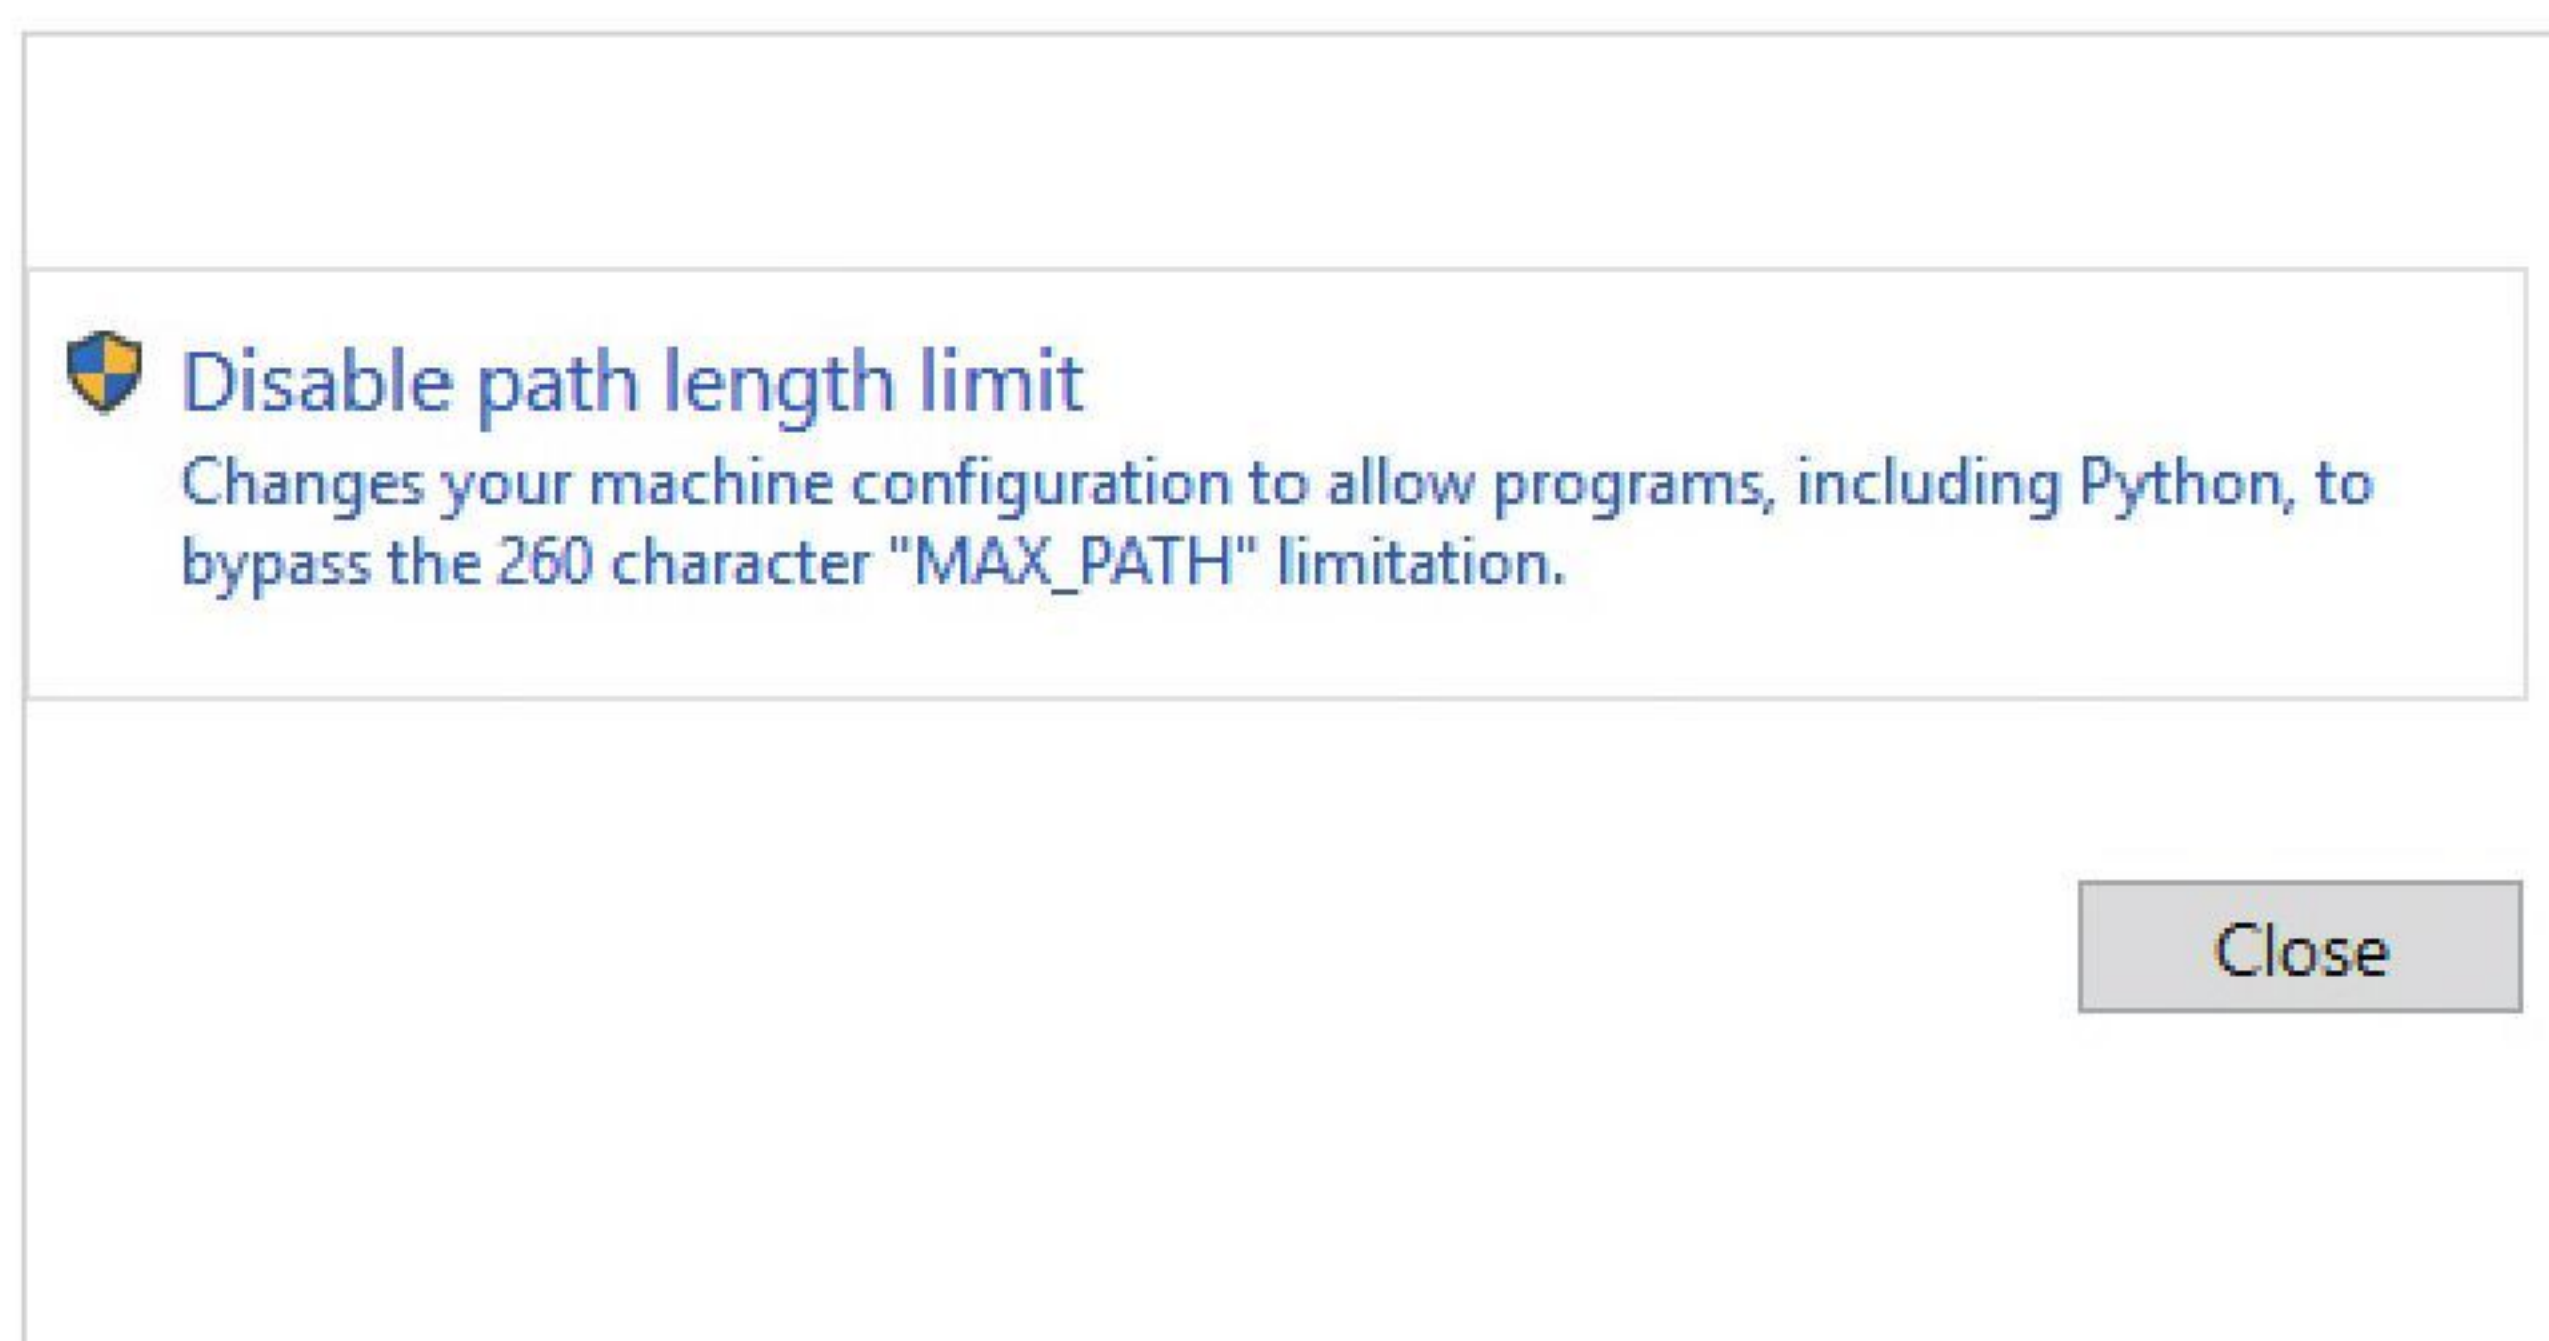 Disable path length limit
Changes your machine configuration to allow programs, including Python, to
bypass the 260 character "MAX_PATH" limitation.
Close